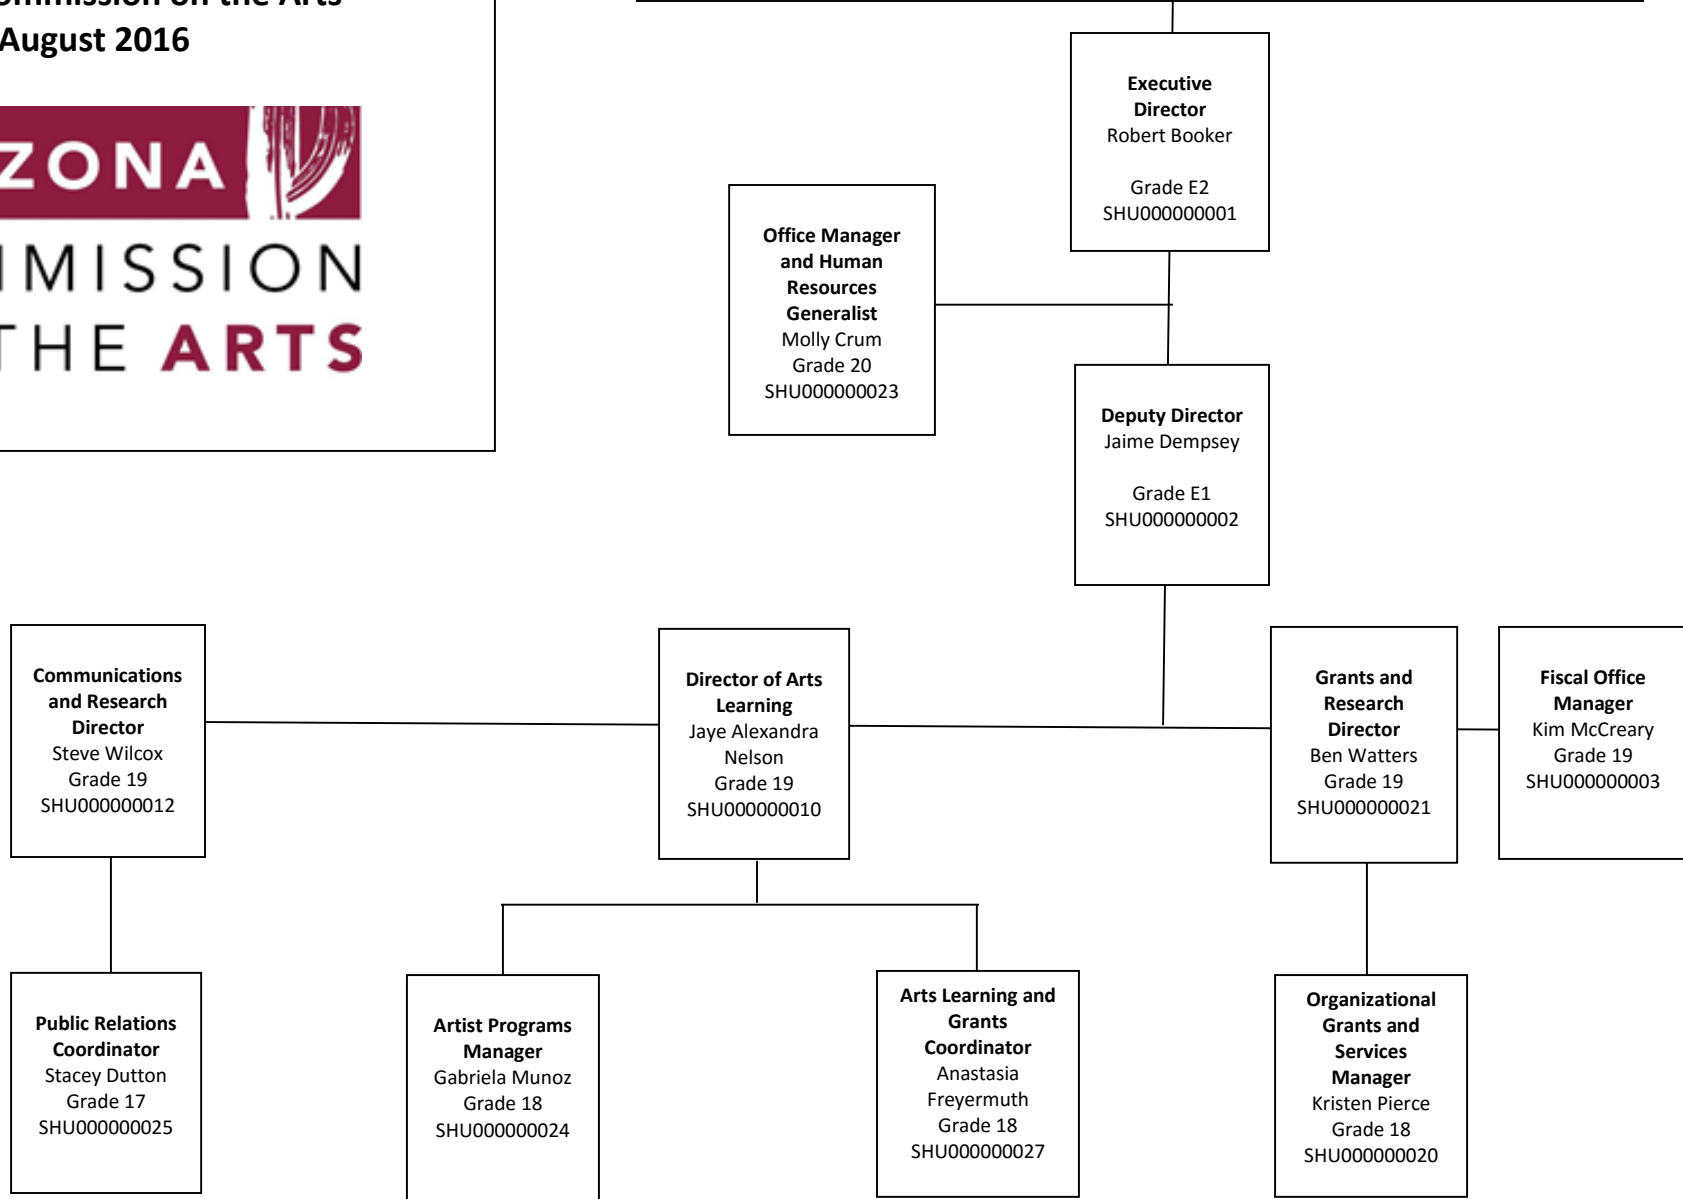 August 2016
ZONA
MISSION
THE ARTS
Executive
Director
Robert Booker
Grade E2
SHU000000001
Office Manager
and Human
Resources
Generalist
Molly Crum
Grade 20
SHU000000023
Deputy Director
Jaime Dempsey
Grade E1
SHU000000002
Communications
and Research
Director
Steve Wilcox
Grade 19
SHU000000012
Director of Arts
Learning
Jaye Alexandra
Nelson
Grade 19
SHU000000010
Grants and
Research
Director
Ben Watters
Grade 19
SHU000000021
Fiscal Office
Manager
Kim McCreary
Grade 19
SHU000000003
Public Relations
Coordinator
Stacey Dutton
Grade 17
SHU000000025
Artist Programs
Manager
Gabriela Munoz
Grade 18
SHU000000024
Arts Learning and
Grants
Coordinator
Anastasia
Freyermuth
Grade 18
SHU000000027
Organizational
Grants and
Services
Manager
Kristen Pierce
Grade 18
SHU000000020